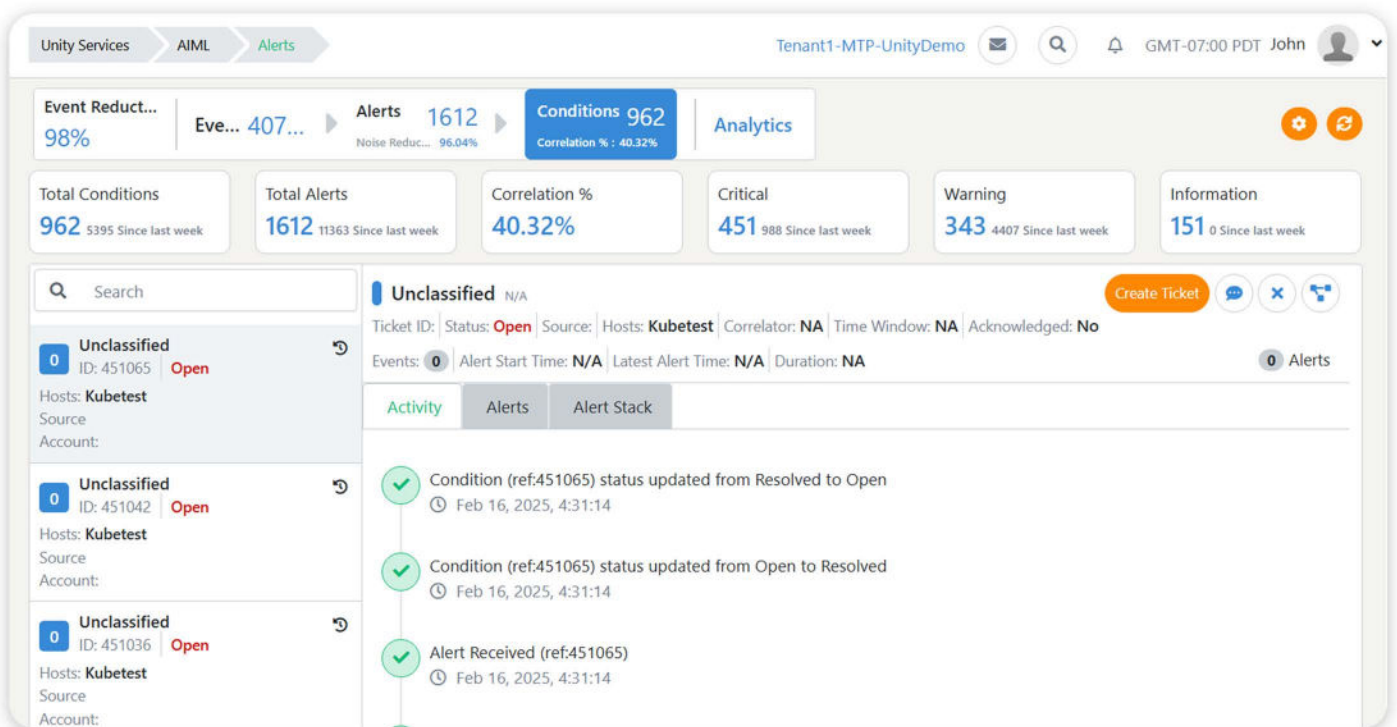 Unity Services AIML Alerts Tenant1-MTP-UnityDemo GMT-07:00 PDT John
Event Reduct... 98%
Eve... 407...
Alerts 1612
Noise Reduc... 96.04%
Conditions 962
Correlation % : 40.32%
Analytics
Total Conditions
962 5395 Since last week
Total Alerts
1612 11363 Since last week
Correlation %
40.32%
Critical
451 988 Since last week
Warning
343 4407 Since last week
Information
151 0 Since last week
Search
0 Unclassified
ID: 451065 Open
Hosts: Kubetest
Source
Account:
0 Unclassified
ID: 451042 Open
Hosts: Kubetest
Source
Account:
0 Unclassified
ID: 451036 Open
Hosts: Kubetest
Source
Account:
Unclassified N/A Create Ticket
Ticket ID: Status: Open Source: Hosts: Kubetest Correlator: NA Time Window: NA Acknowledged: No
Events: 0 Alert Start Time: N/A Latest Alert Time: N/A Duration: NA 0 Alerts
Activity Alerts Alert Stack
Condition (ref:451065) status updated from Resolved to Open
Feb 16, 2025, 4:31:14
Condition (ref:451065) status updated from Open to Resolved
Feb 16, 2025, 4:31:14
Alert Received (ref:451065)
Feb 16, 2025, 4:31:14